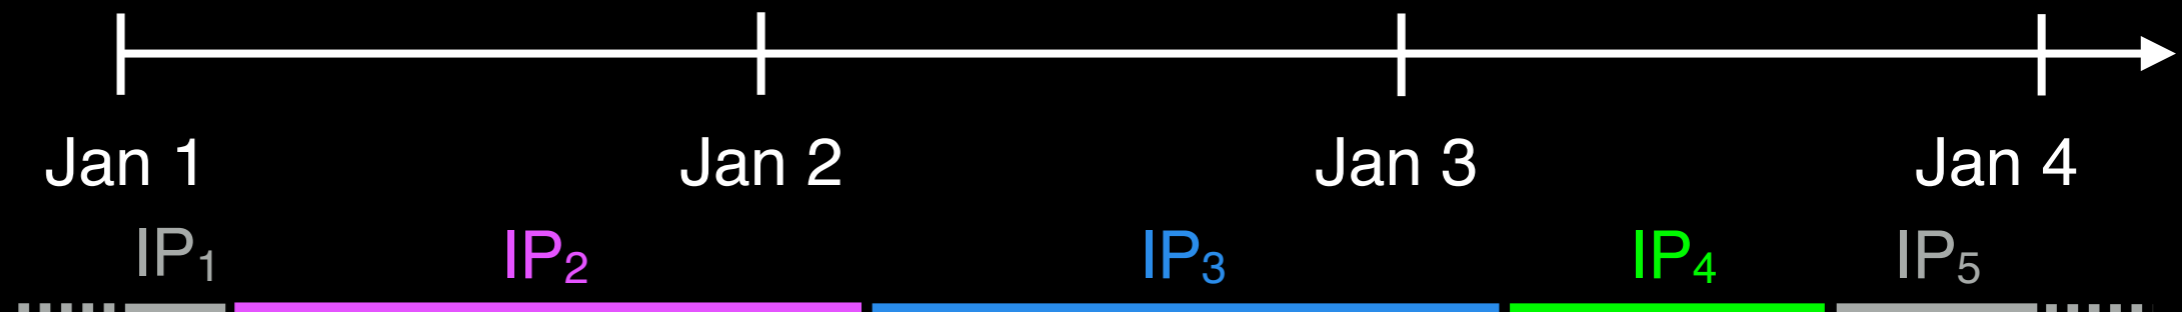 Jan 1 Jan 2 Jan 3 Jan 4
IP₁ IP₂ IP₃ IP₄ IP₅